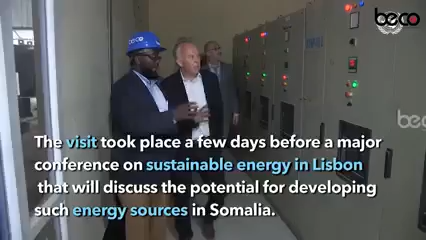 beco
beco
The visit took place a few days before a major
conference on sustainable energy in Lisbon
that will discuss the potential for developing
such energy sources in Somalia.